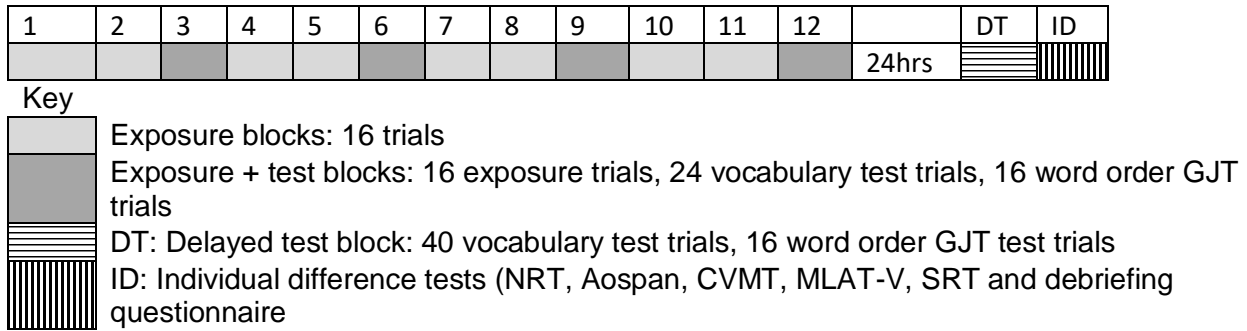 1 2 3 4 5 6 7 8 9 10 11 12 DT ID
24hrs
Key
Exposure blocks: 16 trials
Exposure + test blocks: 16 exposure trials, 24 vocabulary test trials, 16 word order GJT
trials
DT: Delayed test block: 40 vocabulary test trials, 16 word order GJT test trials
ID: Individual difference tests (NRT, Aospan, CVMT, MLAT-V, SRT and debriefing
questionnaire